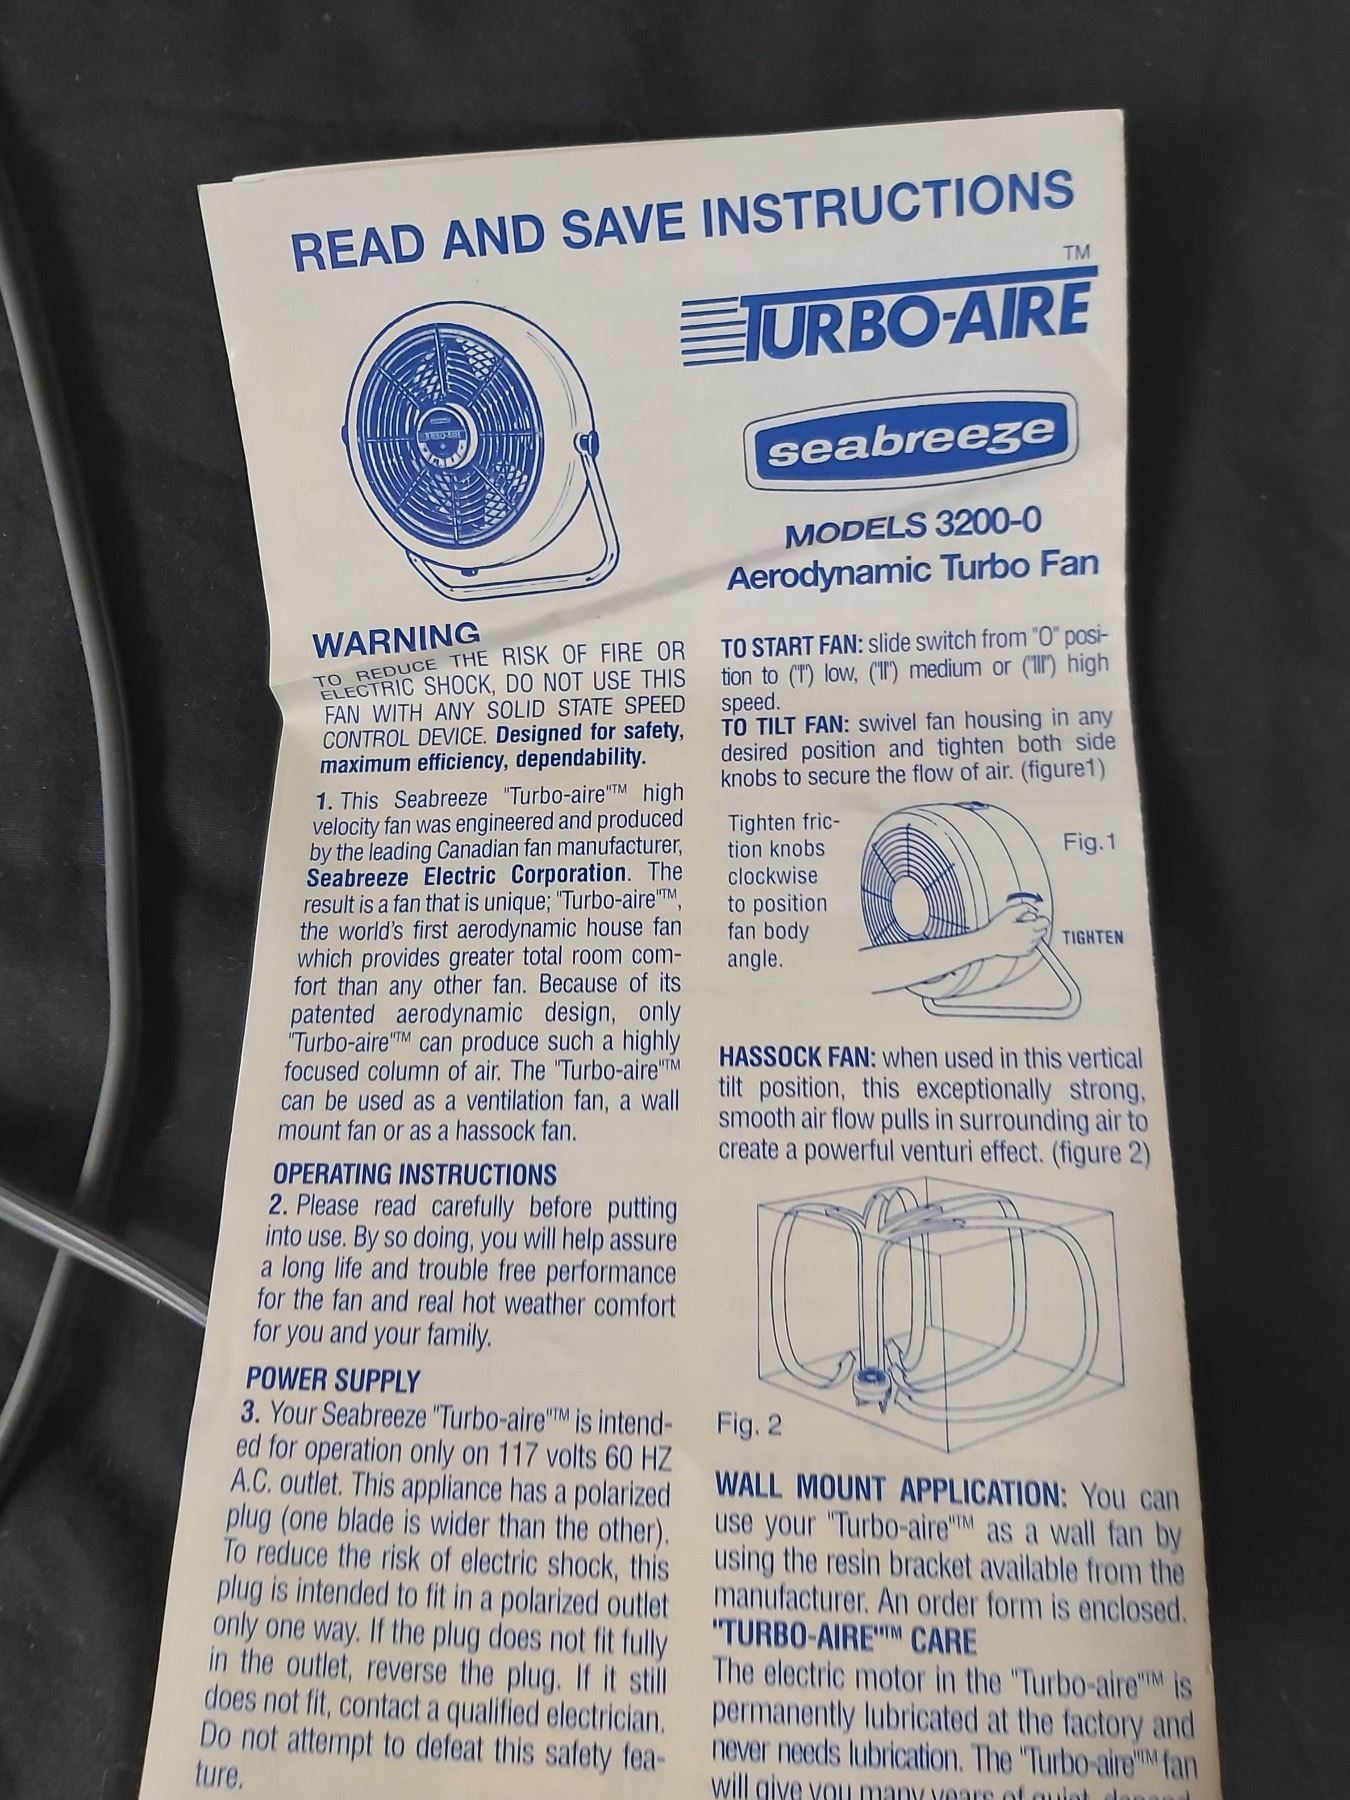 READ AND SAVE INSTRUCTIONS
TURBO-AIRE
TM
TURBO-AIRE
seabreeze
MODELS 3200-0
Aerodynamic Turbo Fan
WARNING
TO REDUCE THE RISK OF FIRE OR
ELECTRIC SHOCK, DO NOT USE THIS
FAN WITH ANY SOLID STATE SPEED
CONTROL DEVICE. Designed for safety,
maximum efficiency, dependability.
1. This Seabreeze "Turbo-aire"™ high
velocity fan was engineered and produced
by the leading Canadian fan manufacturer,
Seabreeze Electric Corporation. The
result is a fan that is unique; "Turbo-aire"™,
the world's first aerodynamic house fan
which provides greater total room com-
fort than any other fan. Because of its
patented aerodynamic design, only
"Turbo-aire"™ can produce such a highly
focused column of air. The "Turbo-aire"™
can be used as a ventilation fan, a wall
mount fan or as a hassock fan.
OPERATING INSTRUCTIONS
2. Please read carefully before putting
into use. By so doing, you will help assure
a long life and trouble free performance
for the fan and real hot weather comfort
for you and your family.
POWER SUPPLY
3. Your Seabreeze "Turbo-aire"™ is intend-
ed for operation only on 117 volts 60 HZ
A.C. outlet. This appliance has a polarized
plug (one blade is wider than the other).
To reduce the risk of electric shock, this
plug is intended to fit in a polarized outlet
only one way. If the plug does not fit fully
in the outlet, reverse the plug. If it still
does not fit, contact a qualified electrician.
Do not attempt to defeat this safety fea-
ture.
TO START FAN: slide switch from "O" posi-
tion to ("I") low, ("II") medium or ("III") high
speed.
TO TILT FAN: swivel fan housing in any
desired position and tighten both side
knobs to secure the flow of air. (figure1)
Tighten fric-
tion knobs
clockwise
to position
fan body
angle.
Fig.1
TIGHTEN
HASSOCK FAN: when used in this vertical
tilt position, this exceptionally strong,
smooth air flow pulls in surrounding air to
create a powerful venturi effect. (figure 2)
Fig. 2
WALL MOUNT APPLICATION: You can
use your "Turbo-aire"™ as a wall fan by
using the resin bracket available from the
manufacturer. An order form is enclosed.
"TURBO-AIRE"™ CARE
The electric motor in the "Turbo-aire"™ is
permanently lubricated at the factory and
never needs lubrication. The "Turbo-aire"™ fan
will give you many years of quiet, depend-